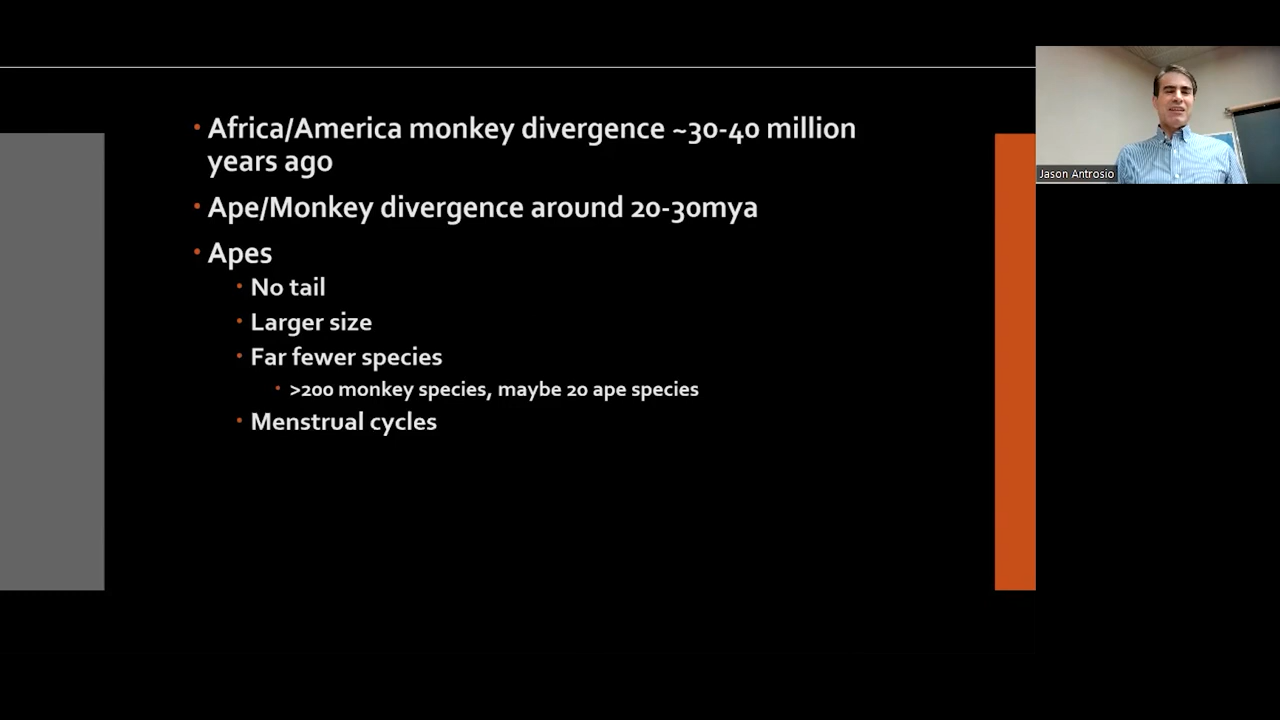 • Africa/America monkey divergence ~30-40 million
years ago
• Ape/Monkey divergence around 20-30mya
• Apes
• No tail
• Larger size
• Far fewer species
• >200 monkey species, maybe 20 ape species
• Menstrual cycles
Jason Antrosio